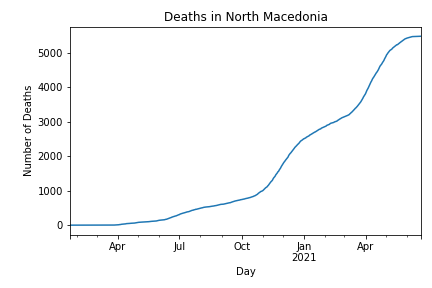 Deaths in North Macedonia
Number of Deaths
5000
4000
3000
2000
1000
0
Apr
Jul
Oct
Jan
2021
Apr
Day